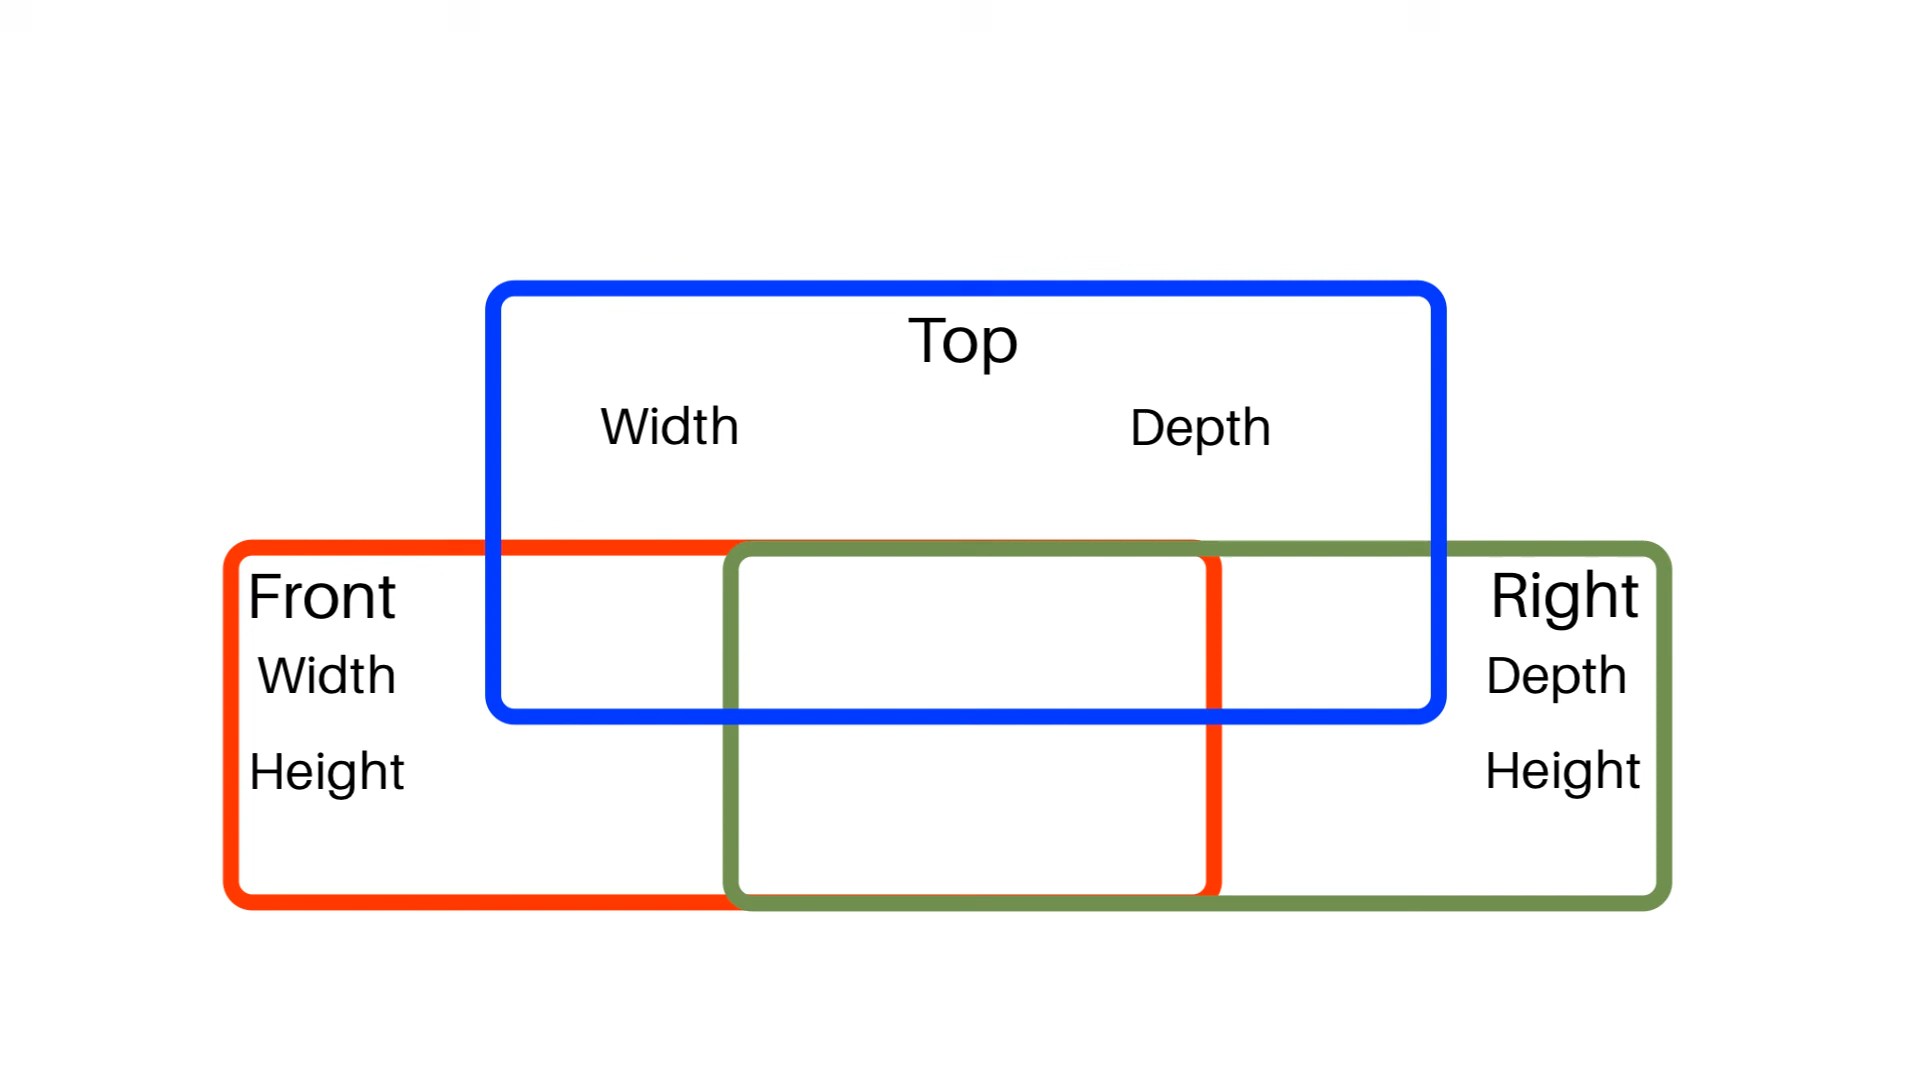 Top
Width Depth
Front
Width
Height
Right
Depth
Height